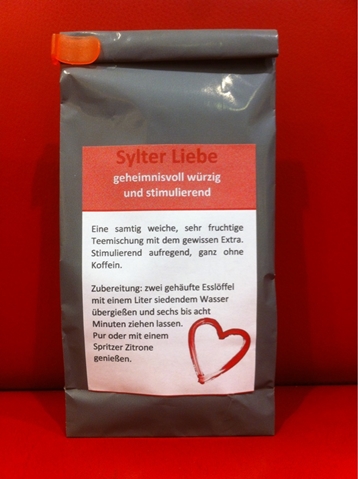 Sylter Liebe
geheimnisvoll würzig
und stimulierend
Eine samtig weiche, sehr fruchtige
Teemischung mit dem gewissen Extra.
Stimulierend aufregend, ganz ohne
Koffein.
Zubereitung: zwei gehäufte Esslöffel
mit einem Liter siedendem Wasser
übergießen und sechs bis acht
Minuten ziehen lassen.
Pur oder mit einem
Spritzer Zitrone
genießen.